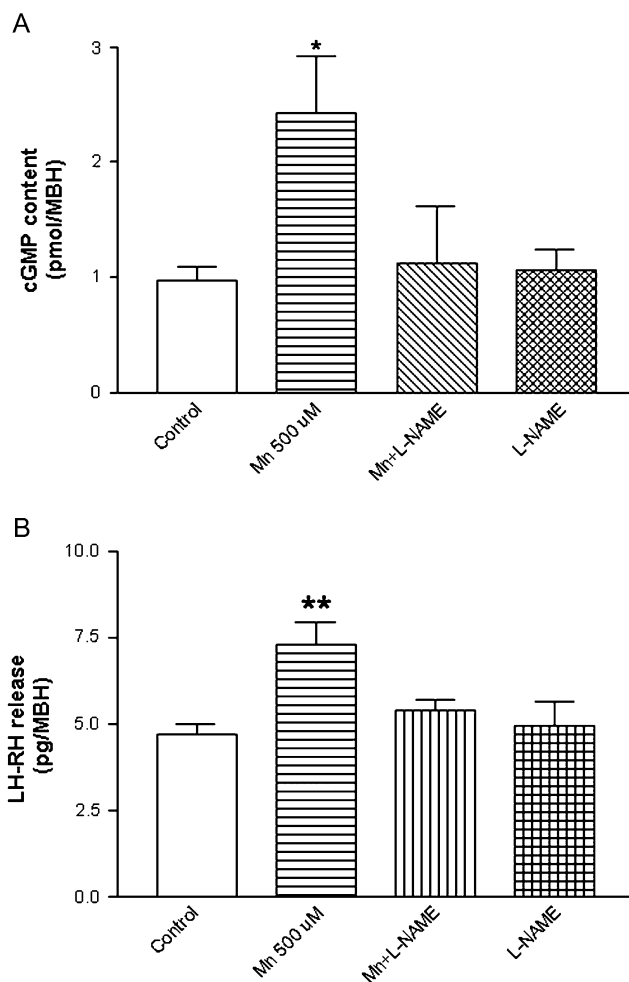 A
cGMP content
(pmol/MBH)
3
2
1
0
*
Control
Mn 500 uM
Mn+L-NAME
L-NAME
B
LH-RH release
(pg/MBH)
10.0
7.5
5.0
2.5
0.0
**
Control
Mn 500 uM
Mn+L-NAME
L-NAME